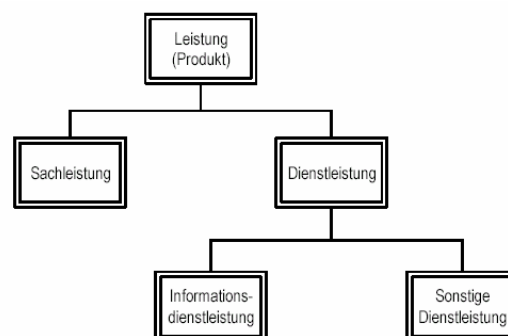 Leistung
(Produkt)
Sachleistung
Dienstleistung
Informations-
dienstleistung
Sonstige
Dienstleistung